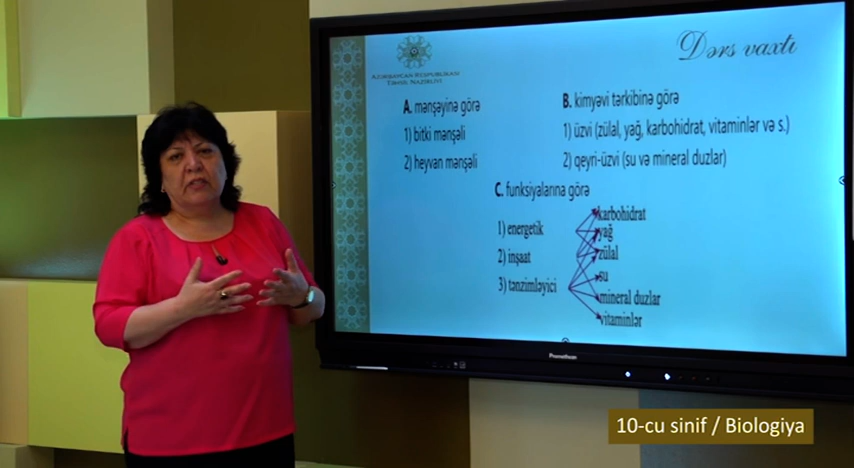 Dərs vaxtı
AZƏRBAYCAN RESPUBLİKASI
TƏHSİL NAZİRLİYİ
A. mənşəyinə görə
1) bitki mənşəli
2) heyvan mənşəli
B. kimyəvi tərkibinə görə
1) üzvi (zülal, yağ, karbohidrat, vitaminlər və s.)
2) qeyri-üzvi (su və mineral duzlar)
C. funksiyalarına görə
1) energetik
2) inşaat
3) tənzimləyici
karbohidrat
yağ
zülal
su
mineral duzlar
vitaminlər
Promethean
10-cu sinif / Biologiya